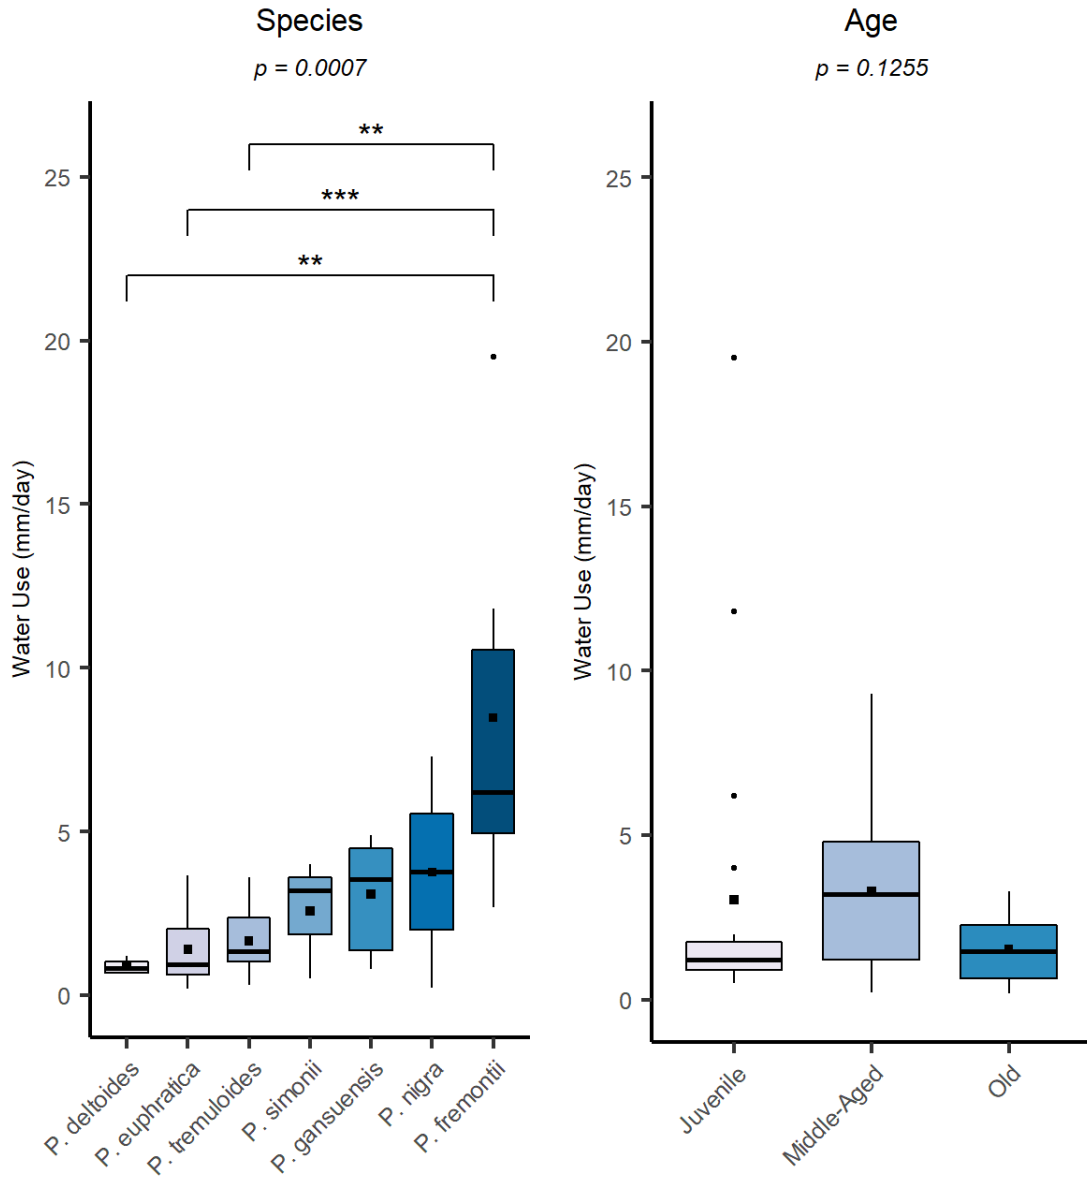 Species
p = 0.0007
**
***
**
25
20
15
10
5
0
Water Use (mm/day)
P. deltoides
P. euphratica
P. tremuloides
P. simonii
P. gansuensis
P. nigra
P. fremontii
Age
p = 0.1255
25
20
15
10
5
0
Water Use (mm/day)
Juvenile
Middle-Aged
Old